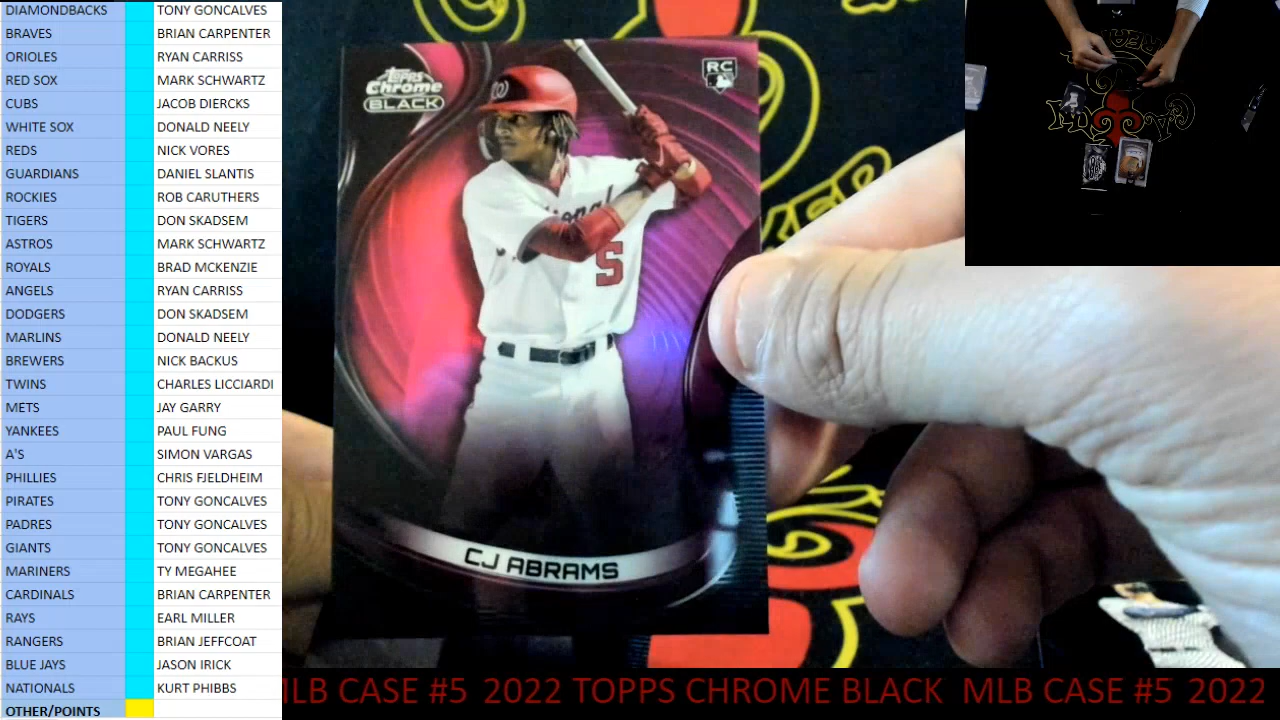 DIAMONDBACKS TONY GONCALVES
BRAVES BRIAN CARPENTER
ORIOLES RYAN CARRISS
RED SOX MARK SCHWARTZ
CUBS JACOB DIERCKS
WHITE SOX DONALD NEELY
REDS NICK VORES
GUARDIANS DANIEL SLANTIS
ROCKIES ROB CARUTHERS
TIGERS DON SKADSEM
ASTROS MARK SCHWARTZ
ROYALS BRAD MCKENZIE
ANGELS RYAN CARRISS
DODGERS DON SKADSEM
MARLINS DONALD NEELY
BREWERS NICK BACKUS
TWINS CHARLES LICCIARDI
METS JAY GARRY
YANKEES PAUL FUNG
A'S SIMON VARGAS
PHILLIES CHRIS FJELDHEIM
PIRATES TONY GONCALVES
PADRES TONY GONCALVES
GIANTS TONY GONCALVES
MARINERS TY MEGAHEE
CARDINALS BRIAN CARPENTER
RAYS EARL MILLER
RANGERS BRIAN JEFFCOAT
BLUE JAYS JASON IRICK
NATIONALS KURT PHIBBS
OTHER/POINTS
TOPPS
Chrome
BLACK
RC
W
5
CJ ABRAMS
MLB CASE #5 2022 TOPPS CHROME BLACK MLB CASE #5 2022